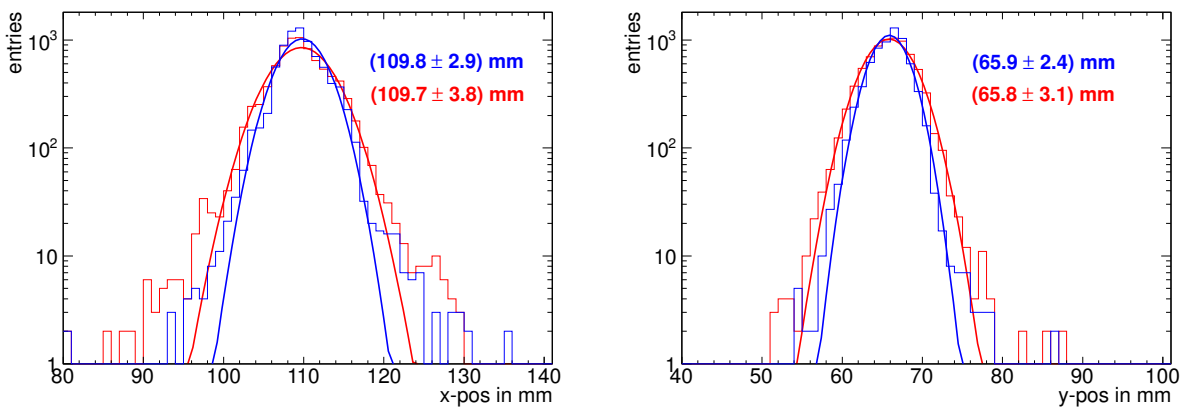 entries
10³
10²
10
1
(109.8 ± 2.9) mm
(109.7 ± 3.8) mm
80 90 100 110 120 130 140
x-pos in mm
entries
10³
10²
10
1
(65.9 ± 2.4) mm
(65.8 ± 3.1) mm
40 50 60 70 80 90 100
y-pos in mm